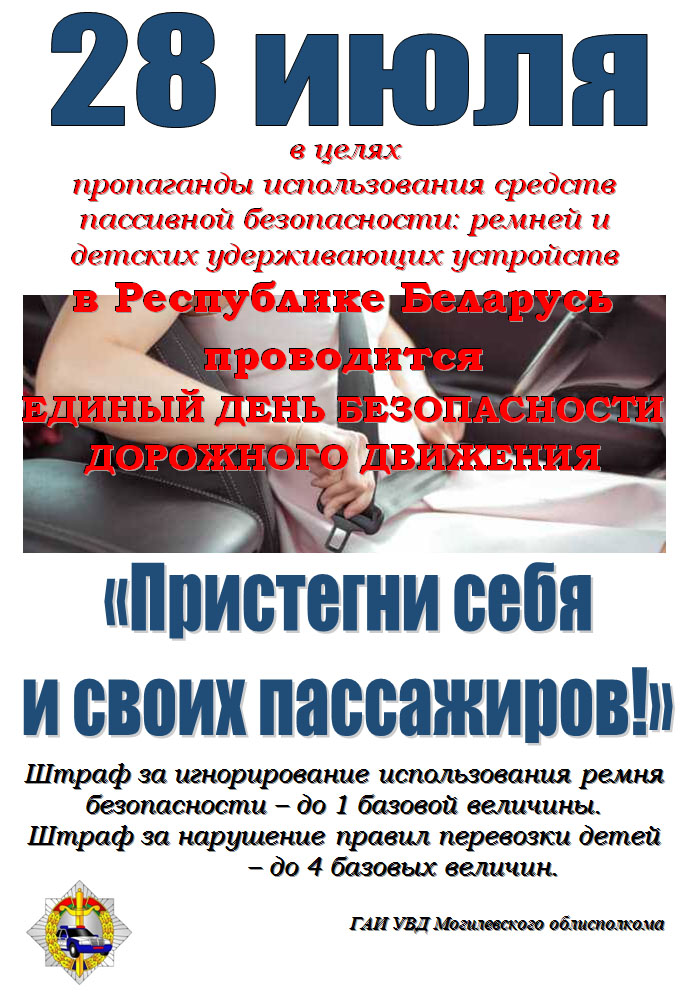 28 июля
в целях
пропаганды использования средств
пассивной безопасности: ремней и
детских удерживающих устройств
в Республике Беларусь
проводится
ЕДИНЫЙ ДЕНЬ БЕЗОПАСНОСТИ
ДОРОЖНОГО ДВИЖЕНИЯ
«Пристегни себя
и своих пассажиров!»
Штраф за игнорирование использования ремня
безопасности – до 1 базовой величины.
Штраф за нарушение правил перевозки детей
– до 4 базовых величин.
ГАИ УВД Могилевского облисполкома